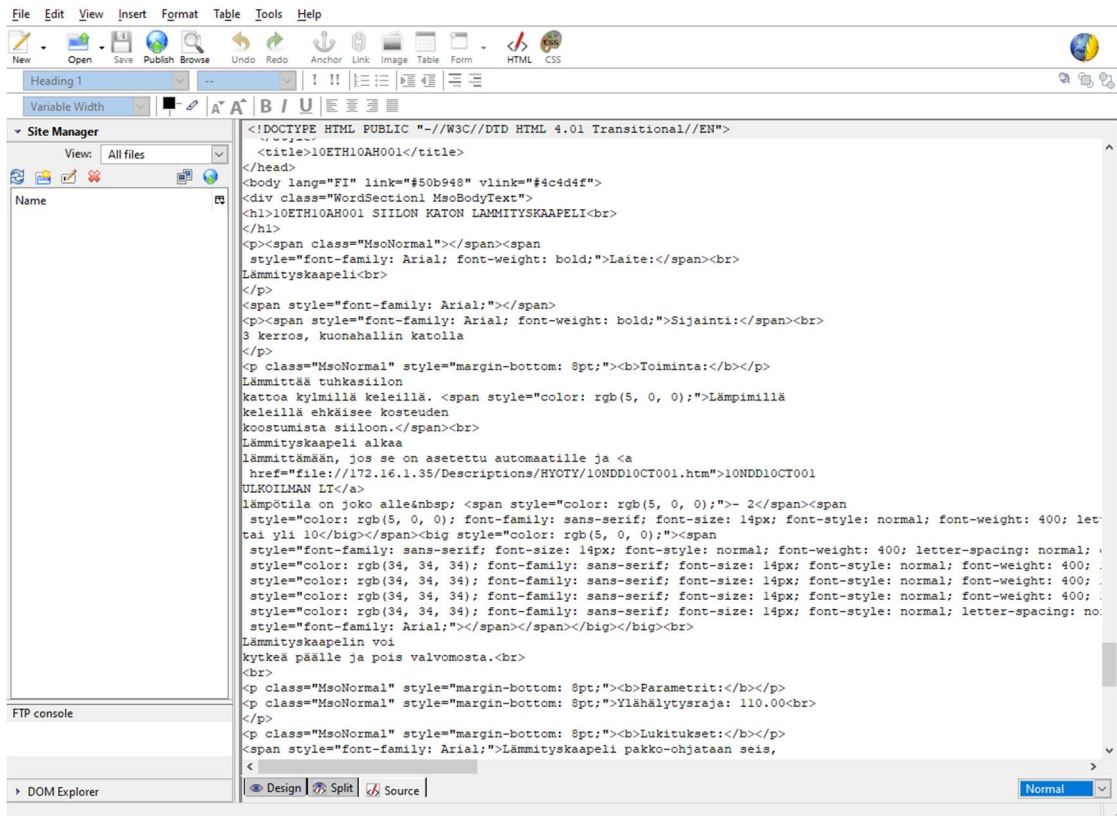 File Edit View Insert Format Table Tools Help
New Open Save Publish Browse Undo Redo Anchor Link Image Table Form HTML CSS
Heading 1 --
Variable Width
Site Manager
View: All files
Name
FTP console
DOM Explorer
<!DOCTYPE HTML PUBLIC "-//W3C//DTD HTML 4.01 Transitional//EN">
<title>10ETH10AH001</title>
</head>
<body lang="FI" link="#50b948" vlink="#4c4d4f">
<div class="WordSection1 MsoBodyText">
<h1>10ETH10AH001 SIILON KATON LAMMITYSKAAPELI<br>
</h1>
<p><span class="MsoNormal"></span><span
style="font-family: Arial; font-weight: bold;">Laite:</span><br>
Lämmityskaapeli<br>
</p>
<span style="font-family: Arial;"></span>
<p><span style="font-family: Arial; font-weight: bold;">Sijainti:</span><br>
3 kerros, kuonahallin katolla
</p>
<p class="MsoNormal" style="margin-bottom: 8pt;"><b>Toiminta:</b></p>
Lämmittää tuhkasiilon
kattoa kylmillä keleillä. <span style="color: rgb(5, 0, 0);">Lämpimillä
keleillä ehkäisee kosteuden
koostumista siiloon.</span><br>
Lämmityskaapeli alkaa
lämmittämään, jos se on asetettu automaatille ja <a
href="file://172.16.1.35/Descriptions/HYOTY/10NDD10CT001.htm">10NDD10CT001
ULKOILMAN LT</a>
lämpötila on joko alle&nbsp; <span style="color: rgb(5, 0, 0);">- 2</span><span
style="color: rgb(5, 0, 0); font-family: sans-serif; font-size: 14px; font-style: normal; font-weight: 400; let
tai yli 10</big></span><big style="color: rgb(5, 0, 0);"><span
style="font-family: sans-serif; font-size: 14px; font-style: normal; font-weight: 400; letter-spacing: normal;
style="color: rgb(34, 34, 34); font-family: sans-serif; font-size: 14px; font-style: normal; font-weight: 400;
style="color: rgb(34, 34, 34); font-family: sans-serif; font-size: 14px; font-style: normal; font-weight: 400;
style="color: rgb(34, 34, 34); font-family: sans-serif; font-size: 14px; font-style: normal; font-weight: 400;
style="color: rgb(34, 34, 34); font-family: sans-serif; font-size: 14px; font-style: normal; letter-spacing: no
style="font-family: Arial;"></span></span></big></big><br>
Lämmityskaapelin voi
kytkeä päälle ja pois valvomosta.<br>
<br>
<p class="MsoNormal" style="margin-bottom: 8pt;"><b>Parametrit:</b></p>
<p class="MsoNormal" style="margin-bottom: 8pt;">Ylähälytysraja: 110.00<br>
</p>
<p class="MsoNormal" style="margin-bottom: 8pt;"><b>Lukitukset:</b></p>
<span style="font-family: Arial;">Lämmityskaapeli pakko-ohjataan seis,
Design Split Source Normal